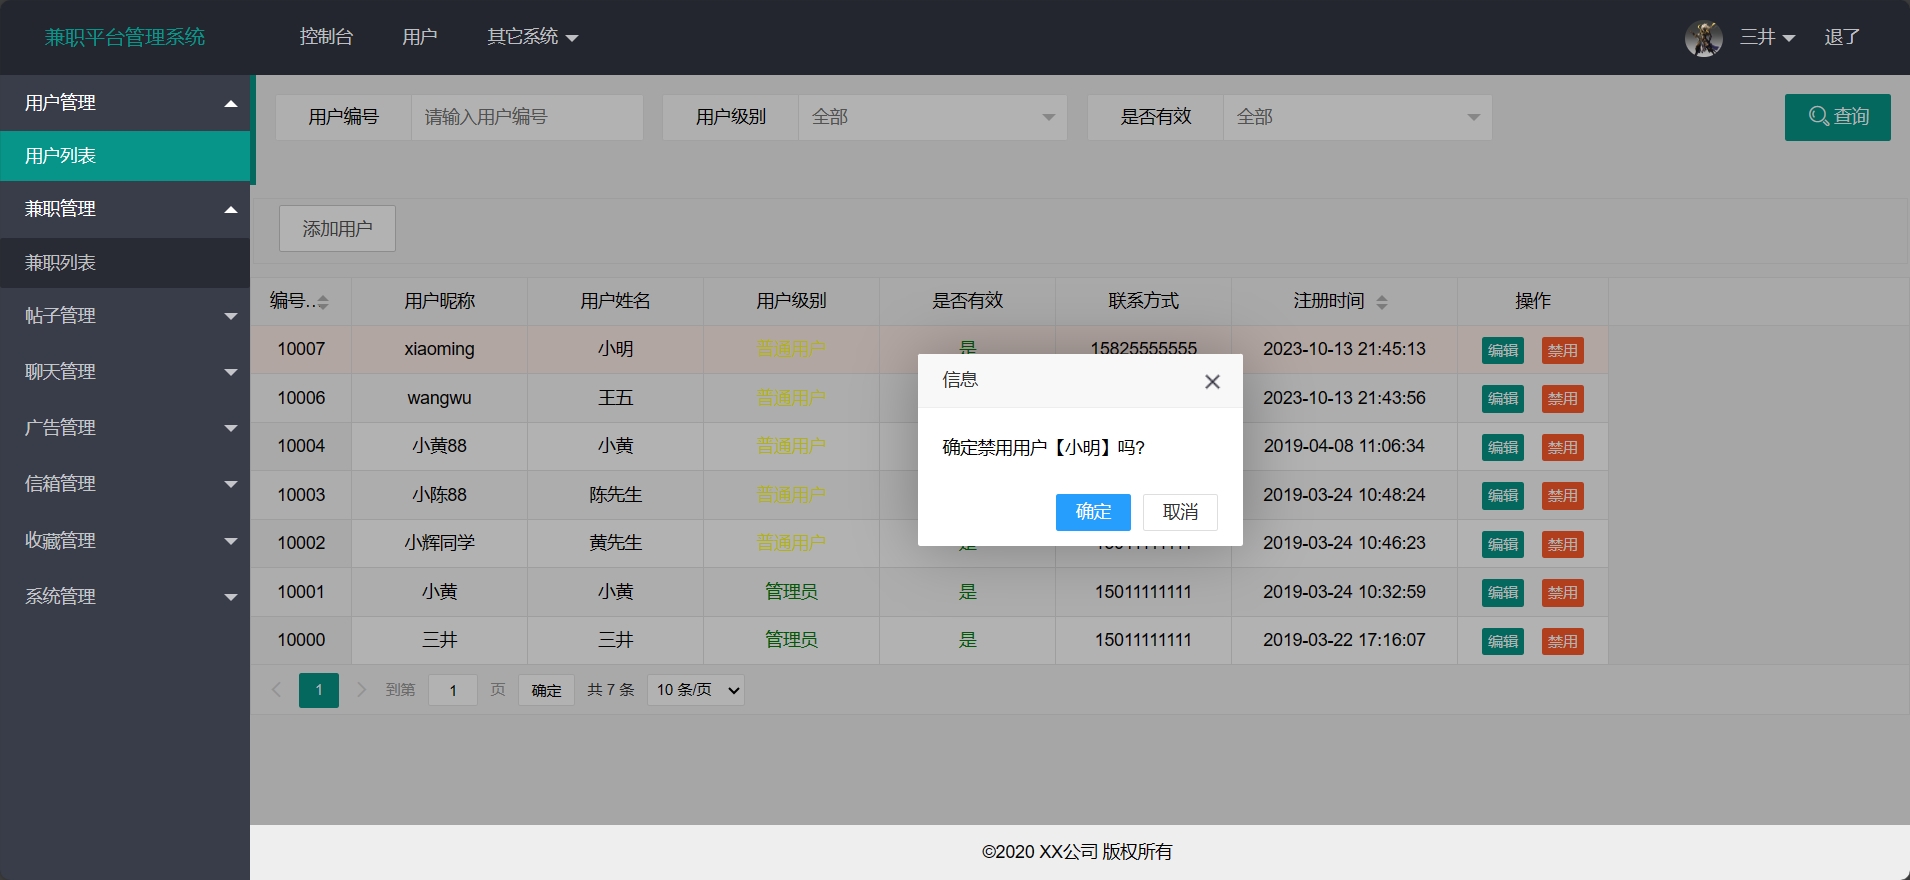 兼职平台管理系统 控制台 用户 其它系统 三井 退了
用户管理
用户列表
兼职管理
兼职列表
帖子管理
聊天管理
广告管理
信箱管理
收藏管理
系统管理
用户编号 请输入用户编号 用户级别 全部 是否有效 全部 查询
添加用户
编号... 用户昵称 用户姓名 用户级别 是否有效 联系方式 注册时间 操作
10007 xiaoming 小明 普通用户 是 15825555555 2023-10-13 21:45:13 编辑 禁用
10006 wangwu 王五 普通用户 2023-10-13 21:43:56 编辑 禁用
10004 小黄88 小黄 普通用户 2019-04-08 11:06:34 编辑 禁用
10003 小陈88 陈先生 普通用户 2019-03-24 10:48:24 编辑 禁用
10002 小辉同学 黄先生 普通用户 是 15011111111 2019-03-24 10:46:23 编辑 禁用
10001 小黄 小黄 管理员 是 15011111111 2019-03-24 10:32:59 编辑 禁用
10000 三井 三井 管理员 是 15011111111 2019-03-22 17:16:07 编辑 禁用
信息
确定禁用用户【小明】吗?
确定 取消
1 到第 1 页 确定 共 7 条 10 条/页
©2020 XX公司 版权所有